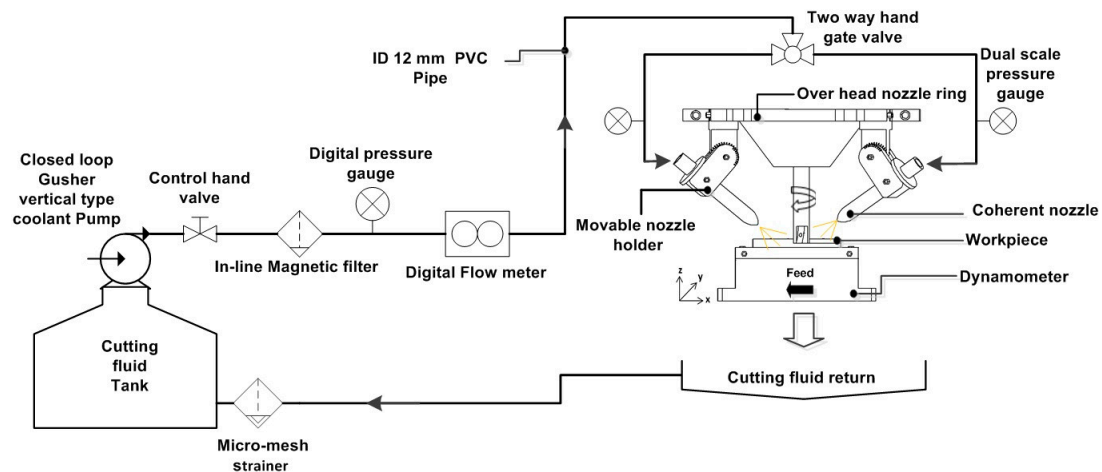 Two way hand
gate valve
Dual scale
pressure
gauge
ID 12 mm PVC
Pipe
Over head nozzle ring
Closed loop
Gusher
vertical type
coolant Pump
Control hand
valve
Digital pressure
gauge
In-line Magnetic filter
Digital Flow meter
Movable nozzle
holder
Coherent nozzle
Workpiece
Dynamometer
z
y
x
Feed
Cutting
fluid
Tank
Cutting fluid return
Micro-mesh
strainer